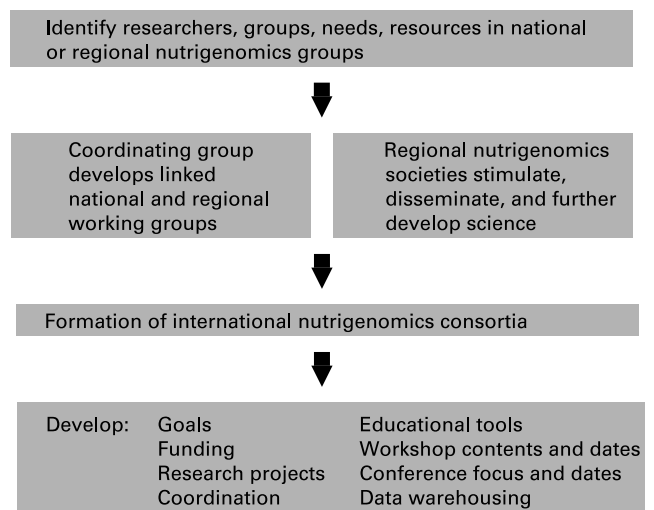 Identify researchers, groups, needs, resources in national
or regional nutrigenomics groups
Coordinating group
develops linked
national and regional
working groups
Regional nutrigenomics
societies stimulate,
disseminate, and further
develop science
Formation of international nutrigenomics consortia
Develop:
Goals
Funding
Research projects
Coordination
Educational tools
Workshop contents and dates
Conference focus and dates
Data warehousing